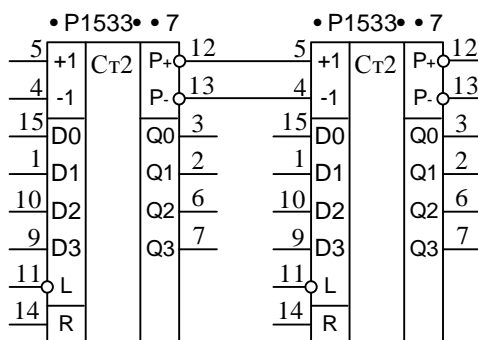 • P1533• • 7 • P1533• • 7
5 +1 Ст2 P+ 12 5 +1 Ст2 P+ 12
4 -1 P- 13 4 -1 P- 13
15 D0 Q0 3 15 D0 Q0 3
1 D1 Q1 2 1 D1 Q1 2
10 D2 Q2 6 10 D2 Q2 6
9 D3 Q3 7 9 D3 Q3 7
11 L 11 L
14 R 14 R